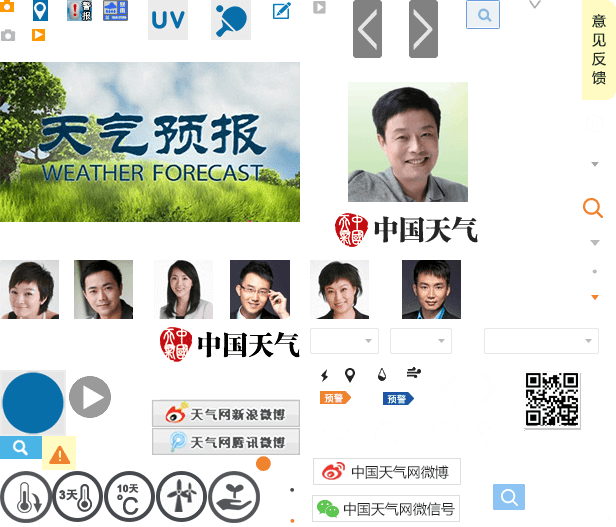 警
报
UV
意
见
反
馈
天气预报
WEATHER FORECAST
中国天气
中国天气
预警
预警
天气网新浪微博
天气网腾讯微博
3天
10天
℃
中国天气网微博
中国天气网微信号